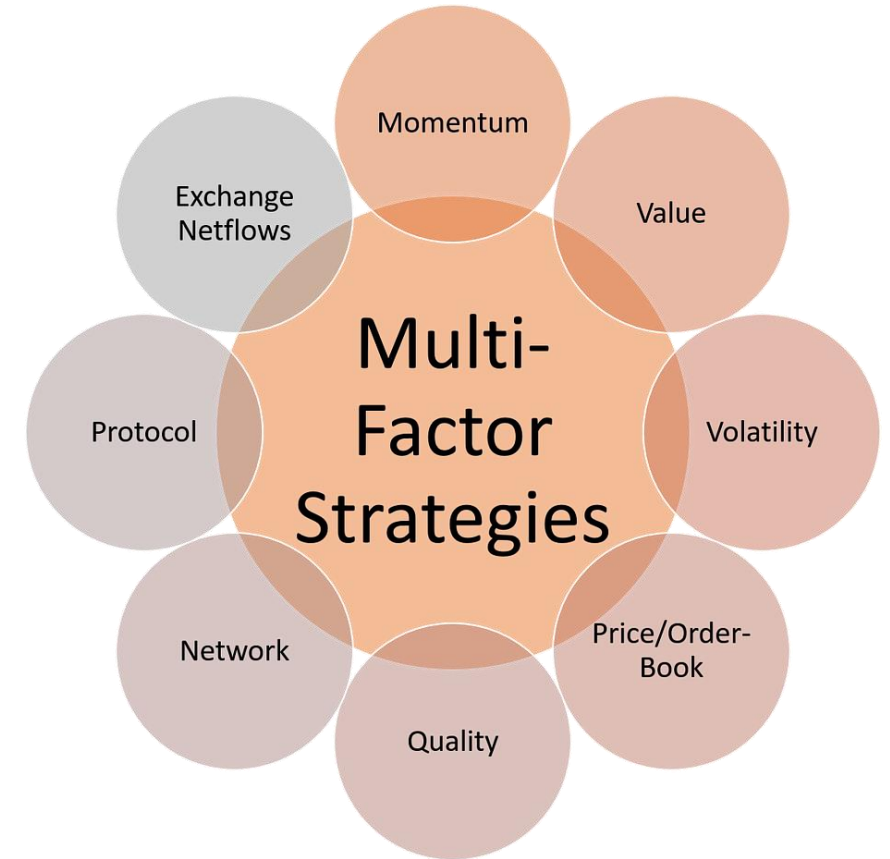 Momentum
Exchange
Netflows
Value
Multi-
Factor
Strategies
Protocol
Volatility
Network
Price/Order-
Book
Quality